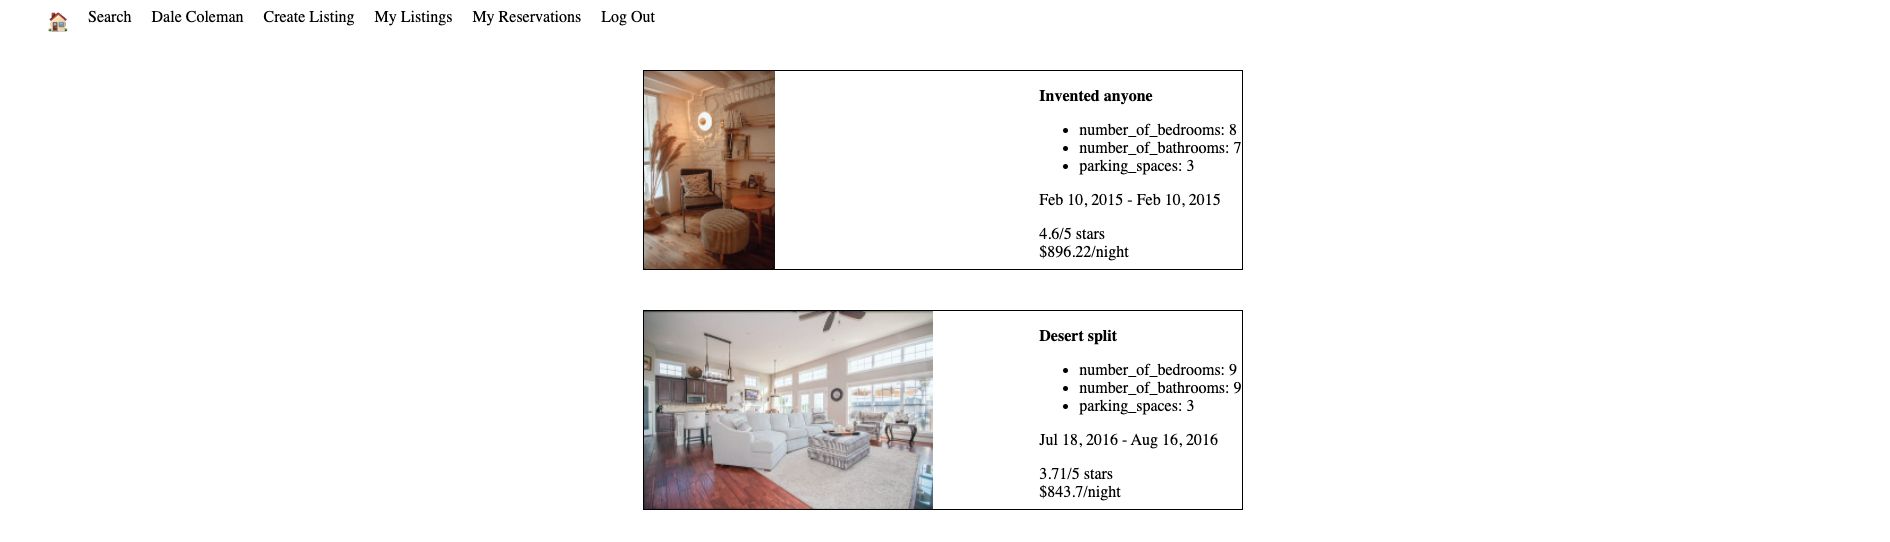 Search Dale Coleman Create Listing My Listings My Reservations Log Out
Invented anyone
number_of_bedrooms: 8
number_of_bathrooms: 7
parking_spaces: 3
Feb 10, 2015 - Feb 10, 2015
4.6/5 stars
$896.22/night
Desert split
number_of_bedrooms: 9
number_of_bathrooms: 9
parking_spaces: 3
Jul 18, 2016 - Aug 16, 2016
3.71/5 stars
$843.7/night